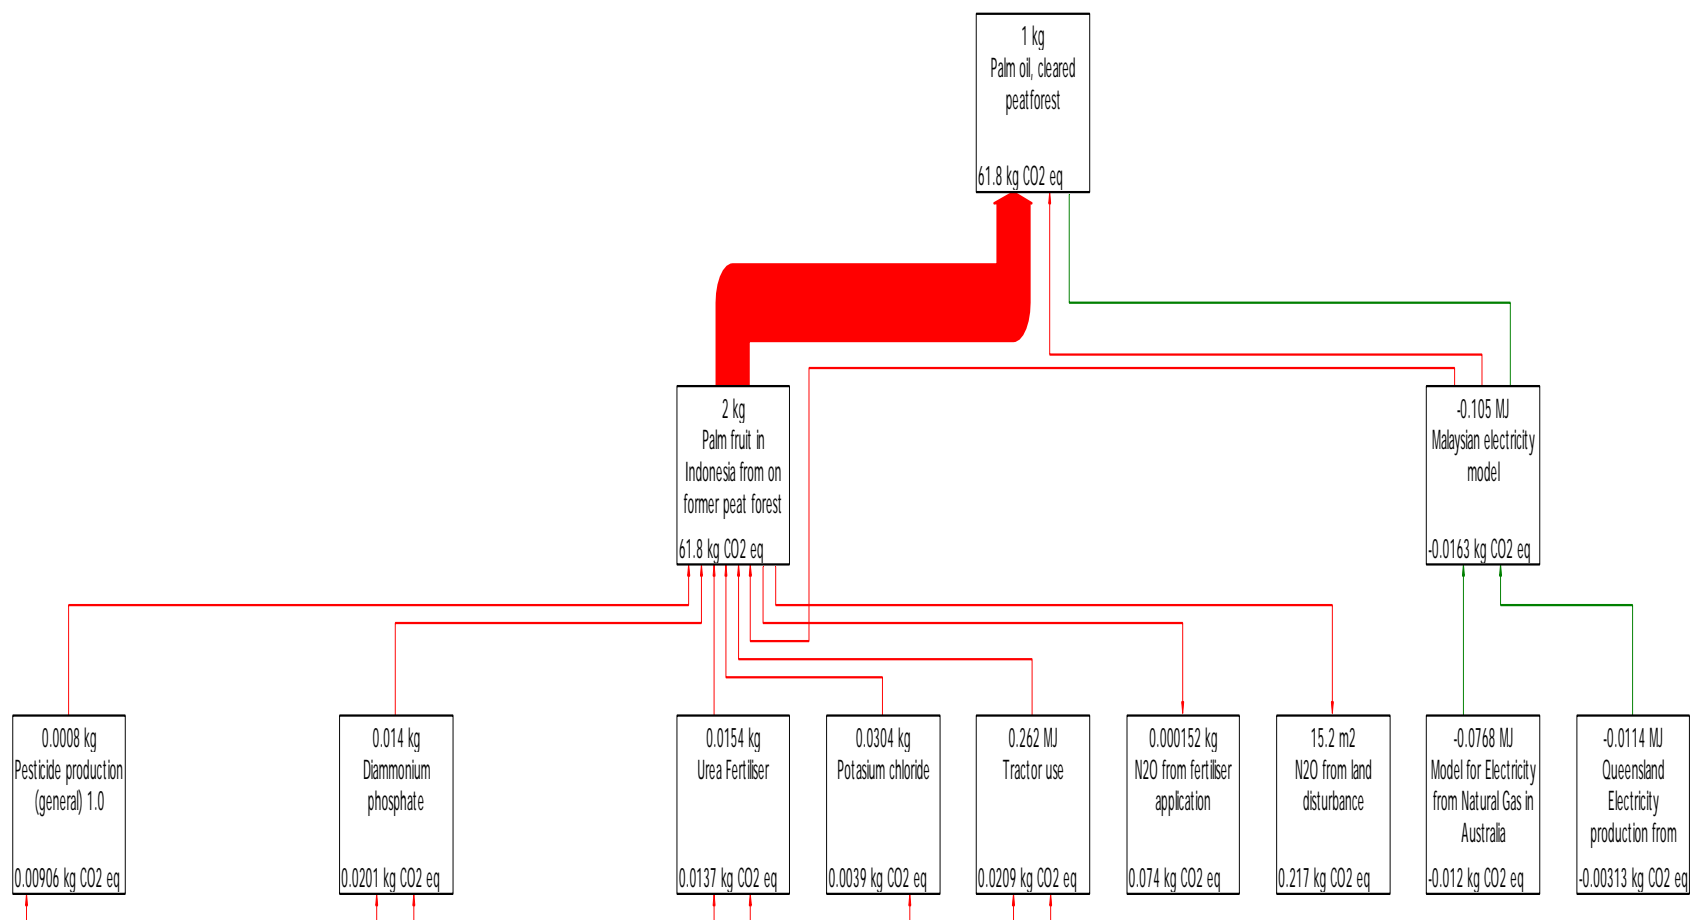 1 kg
Palm oil, cleared
peatforest
61.8 kg CO2 eq
2 kg
Palm fruit in
Indonesia from on
former peat forest
61.8 kg CO2 eq
-0.105 MJ
Malaysian electricity
model
-0.0163 kg CO2 eq
0.0008 kg
Pesticide production
(general) 1.0
0.00906 kg CO2 eq
0.014 kg
Diammonium
phosphate
0.0201 kg CO2 eq
0.0154 kg
Urea Fertiliser
0.0137 kg CO2 eq
0.0304 kg
Potasium chloride
0.0039 kg CO2 eq
0.262 MJ
Tractor use
0.0209 kg CO2 eq
0.000152 kg
N2O from fertiliser
application
0.074 kg CO2 eq
15.2 m2
N2O from land
disturbance
0.217 kg CO2 eq
-0.0768 MJ
Model for Electricity
from Natural Gas in
Australia
-0.012 kg CO2 eq
-0.0114 MJ
Queensland
Electricity
production from
-0.00313 kg CO2 eq